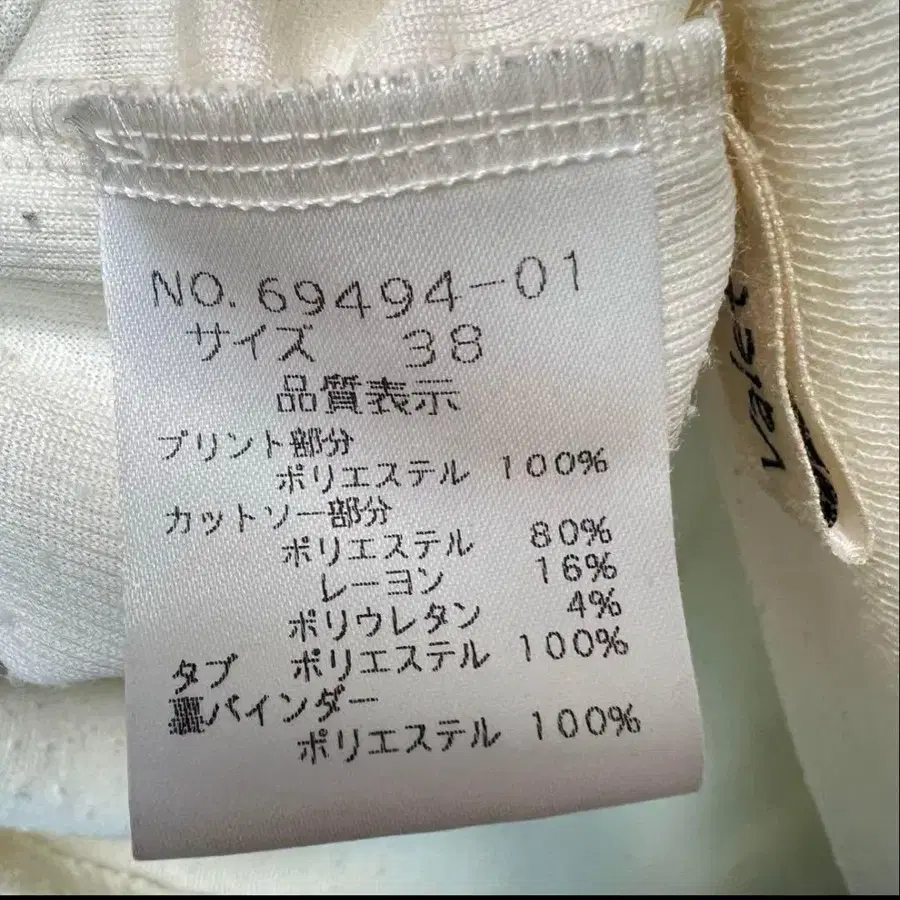 NO. 69494-01
サイズ 38
品質表示
プリント部分
ポリエステル 100%
カットソー部分
ポリエステル 80%
レーヨン 16%
ポリウレタン 4%
タブ ポリエステル 100%
裏バインダー
ポリエステル 100%
valet